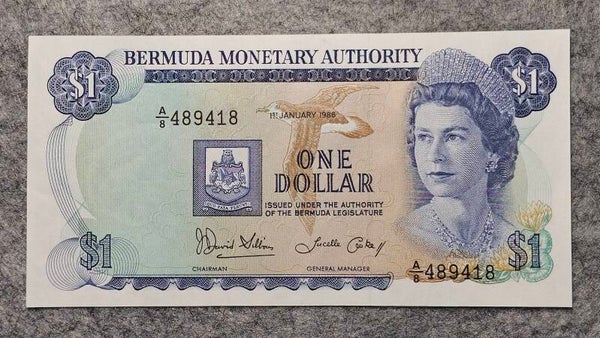 BERMUDA MONETARY AUTHORITY
$1
$1
A/8 489418
1st JANUARY 1986
ONE
DOLLAR
ISSUED UNDER THE AUTHORITY
OF THE BERMUDA LEGISLATURE
CHAIRMAN
GENERAL MANAGER
$1
$1
A/8 489418